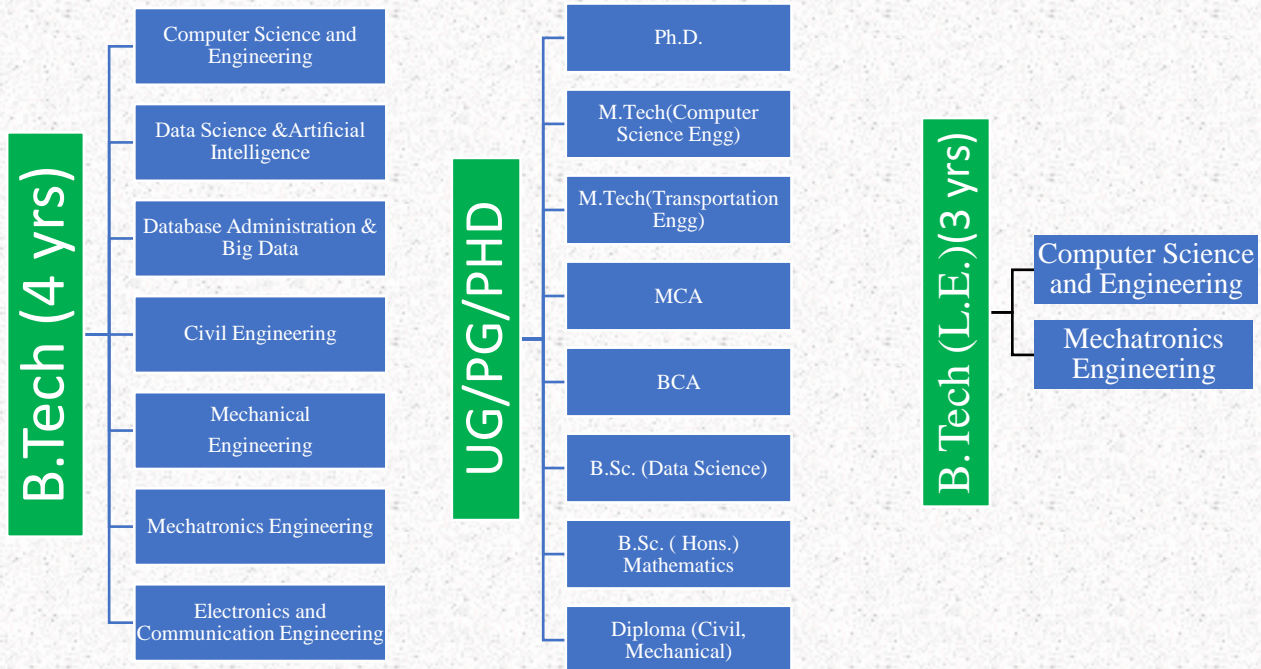 B.Tech (4 yrs)
Computer Science and
Engineering
Data Science &Artificial
Intelligence
Database Administration &
Big Data
Civil Engineering
Mechanical
Engineering
Mechatronics Engineering
Electronics and
Communication Engineering
UG/PG/PHD
Ph.D.
M.Tech(Computer
Science Engg)
M.Tech(Transportation
Engg)
MCA
BCA
B.Sc. (Data Science)
B.Sc. ( Hons.)
Mathematics
Diploma (Civil,
Mechanical)
B.Tech (L.E.)(3 yrs)
Computer Science
and Engineering
Mechatronics
Engineering